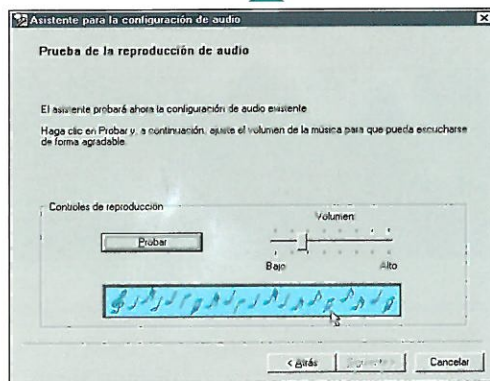 Asistente para la configuración de audio
Prueba de la reproducción de audio
El asistente probará ahora la configuración de audio existente
Haga clic en Probar y, a continuación, ajuste el volumen de la música para que pueda escucharse
de forma agradable.
Controles de reproducción
Volumen:
Probar
Bajo
Alto
< Atrás
Siguiente >
Cancelar